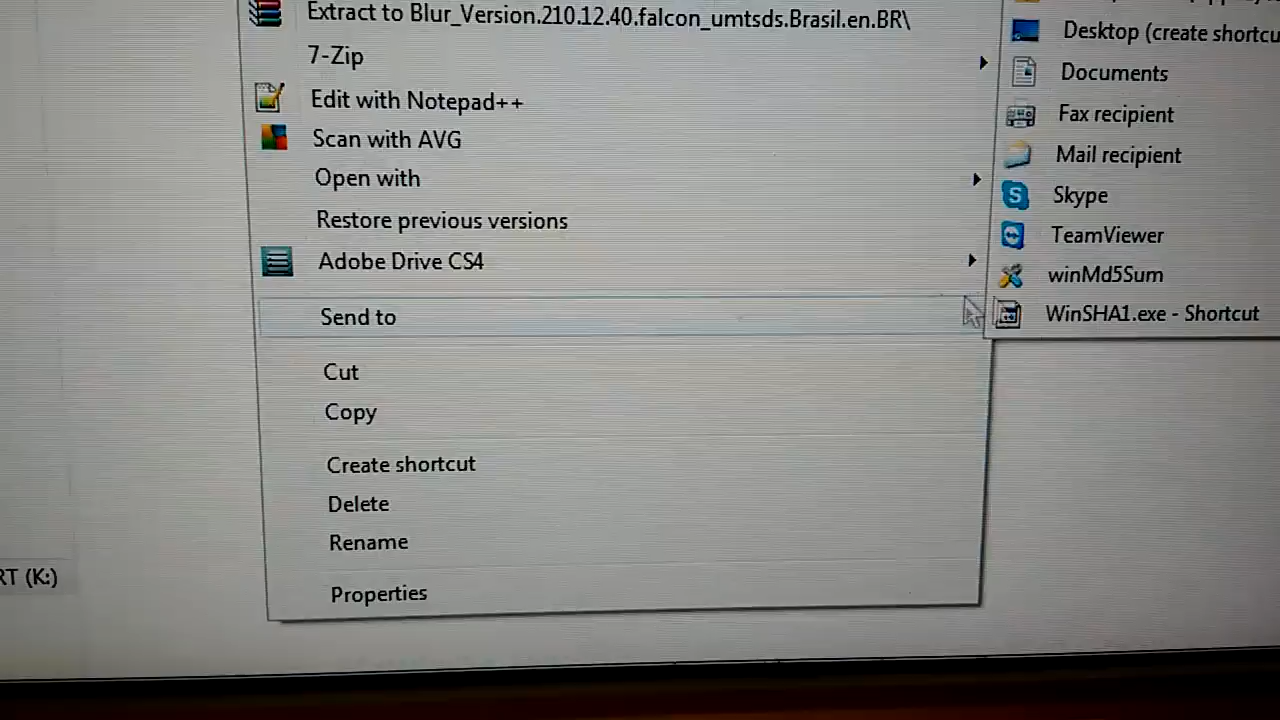 Extract to Blur_Version.210.12.40.falcon_umtsds.Brasil.en.BR\
7-Zip
Edit with Notepad++
Scan with AVG
Open with
Restore previous versions
Adobe Drive CS4
Send to
Cut
Copy
Create shortcut
Delete
Rename
Properties
Desktop (create shortcu
Documents
Fax recipient
Mail recipient
Skype
TeamViewer
winMd5Sum
WinSHA1.exe - Shortcut
RT (K:)